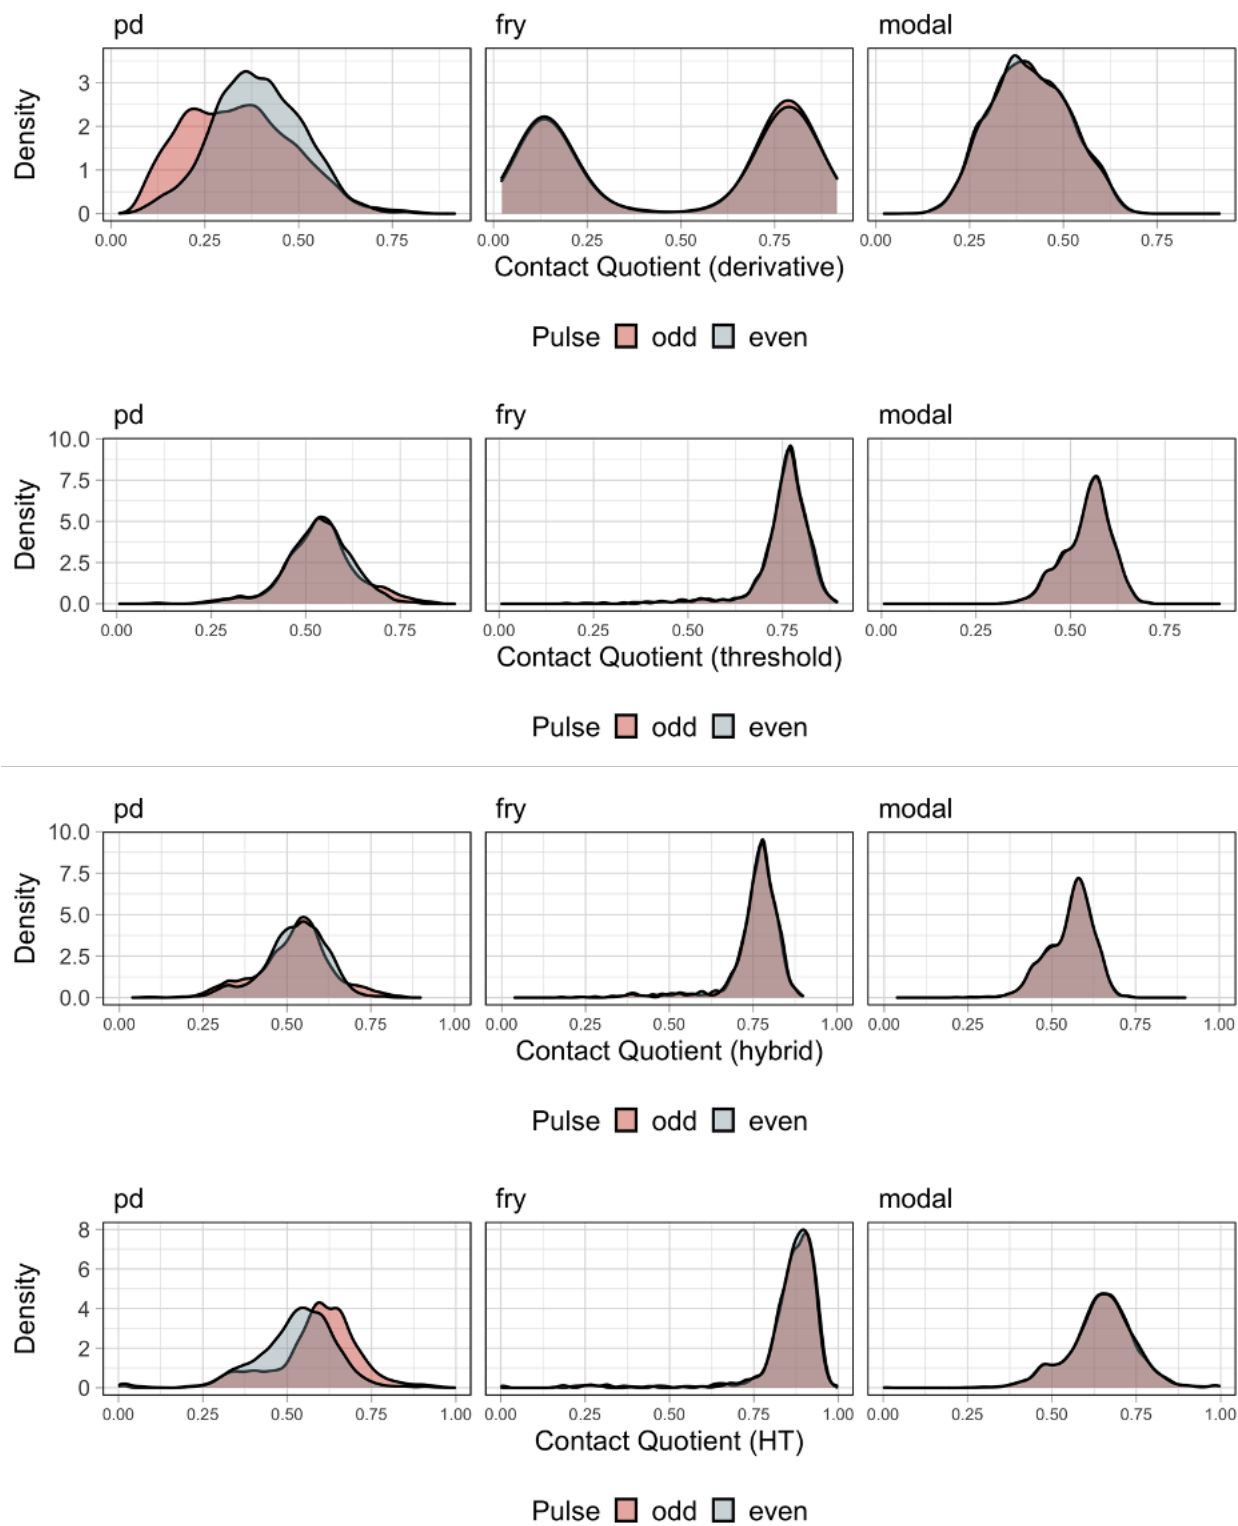 pd fry modal
3
2
1
0
Density
0.00 0.25 0.50 0.75 0.00 0.25 0.50 0.75 0.00 0.25 0.50 0.75
Contact Quotient (derivative)
Pulse odd even
pd fry modal
10.0
7.5
5.0
2.5
0.0
Density
0.00 0.25 0.50 0.75 0.00 0.25 0.50 0.75 0.00 0.25 0.50 0.75
Contact Quotient (threshold)
Pulse odd even
pd fry modal
10.0
7.5
5.0
2.5
0.0
Density
0.00 0.25 0.50 0.75 1.00 0.00 0.25 0.50 0.75 1.00 0.00 0.25 0.50 0.75 1.00
Contact Quotient (hybrid)
Pulse odd even
pd fry modal
8
6
4
2
0
Density
0.00 0.25 0.50 0.75 1.00 0.00 0.25 0.50 0.75 1.00 0.00 0.25 0.50 0.75 1.00
Contact Quotient (HT)
Pulse odd even